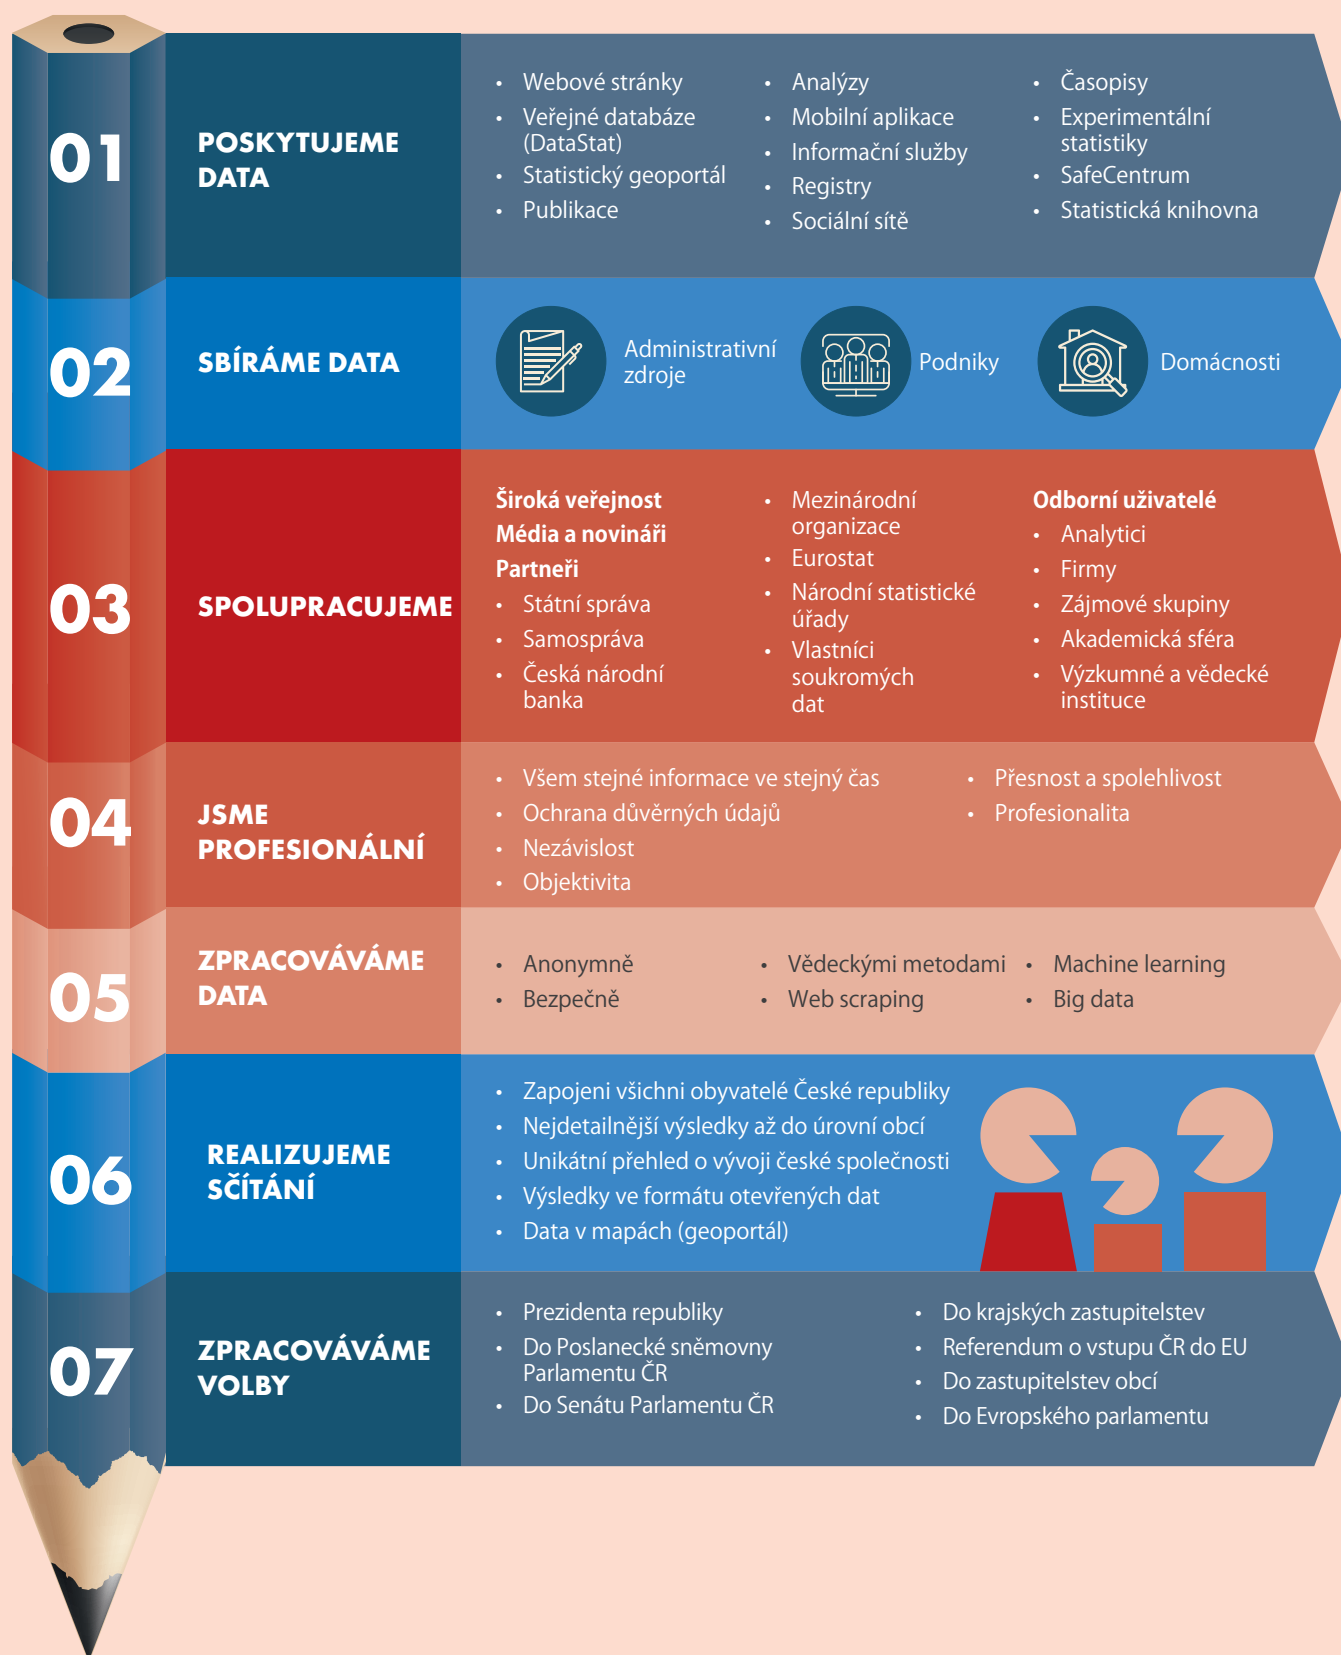 01
POSKYTUJEME
DATA
• Webové stránky
• Veřejné databáze
(DataStat)
• Statistický geoportál
• Publikace
• Analýzy
• Mobilní aplikace
• Informační služby
• Registry
• Sociální sítě
• Časopisy
• Experimentální
statistiky
• SafeCentrum
• Statistická knihovna
02
SBÍRÁME DATA
Administrativní
zdroje
Podniky
Domácnosti
03
SPOLUPRACUJEME
Široká veřejnost
Média a novináři
Partneři
• Státní správa
• Samospráva
• Česká národní
banka
• Mezinárodní
organizace
• Eurostat
• Národní statistické
úřady
• Vlastníci
soukromých
dat
Odborní uživatelé
• Analytici
• Firmy
• Zájmové skupiny
• Akademická sféra
• Výzkumné a vědecké
instituce
04
JSME
PROFESIONÁLNÍ
• Všem stejné informace ve stejný čas
• Ochrana důvěrných údajů
• Nezávislost
• Objektivita
• Přesnost a spolehlivost
• Profesionalita
05
ZPRACOVÁVÁME
DATA
• Anonymně
• Bezpečně
• Vědeckými metodami
• Web scraping
• Machine learning
• Big data
06
REALIZUJEME
SČÍTÁNÍ
• Zapojeni všichni obyvatelé České republiky
• Nejdetailnější výsledky až do úrovní obcí
• Unikátní přehled o vývoji české společnosti
• Výsledky ve formátu otevřených dat
• Data v mapách (geoportál)
07
ZPRACOVÁVÁME
VOLBY
• Prezidenta republiky
• Do Poslanecké sněmovny
Parlamentu ČR
• Do Senátu Parlamentu ČR
• Do krajských zastupitelstev
• Referendum o vstupu ČR do EU
• Do zastupitelstev obcí
• Do Evropského parlamentu